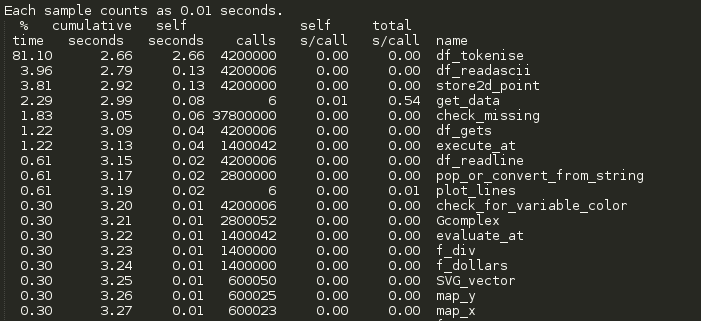 Each sample counts as 0.01 seconds.
% cumulative self self total
time seconds seconds calls s/call s/call name
81.10 2.66 2.66 4200000 0.00 0.00 df_tokenise
3.96 2.79 0.13 4200006 0.00 0.00 df_readascii
3.81 2.92 0.13 4200000 0.00 0.00 store2d_point
2.29 2.99 0.08 6 0.01 0.54 get_data
1.83 3.05 0.06 37800000 0.00 0.00 check_missing
1.22 3.09 0.04 4200006 0.00 0.00 df_gets
1.22 3.13 0.04 1400042 0.00 0.00 execute_at
0.61 3.15 0.02 4200006 0.00 0.00 df_readline
0.61 3.17 0.02 2800000 0.00 0.00 pop_or_convert_from_string
0.61 3.19 0.02 6 0.00 0.01 plot_lines
0.30 3.20 0.01 4200006 0.00 0.00 check_for_variable_color
0.30 3.21 0.01 2800052 0.00 0.00 Gcomplex
0.30 3.22 0.01 1400042 0.00 0.00 evaluate_at
0.30 3.23 0.01 1400000 0.00 0.00 f_div
0.30 3.24 0.01 1400000 0.00 0.00 f_dollars
0.30 3.25 0.01 600050 0.00 0.00 SVG_vector
0.30 3.26 0.01 600025 0.00 0.00 map_y
0.30 3.27 0.01 600023 0.00 0.00 map_x